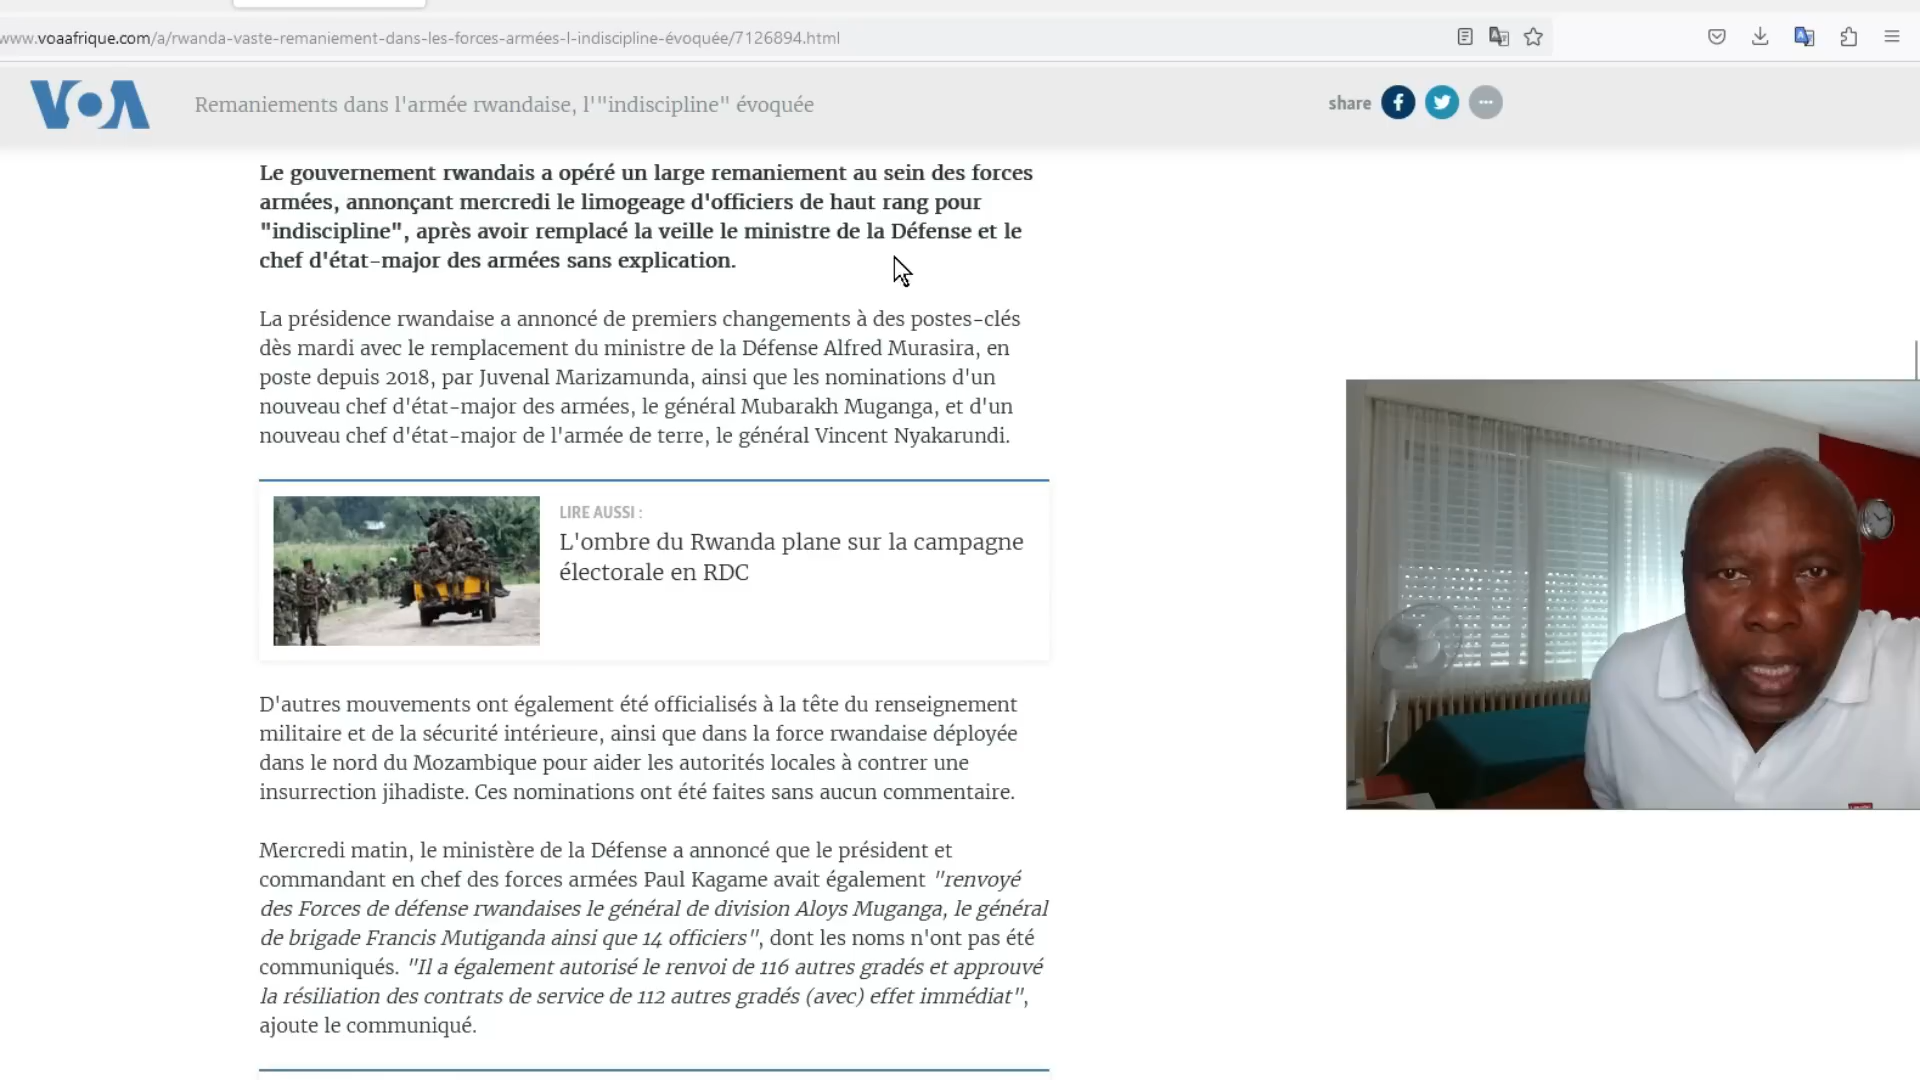 www.voaafrique.com/a/rwanda-vaste-remaniement-dans-les-forces-armées-l-indiscipline-évoquée/7126894.html
VOA
Remaniements dans l'armée rwandaise, l'"indiscipline" évoquée
share
Le gouvernement rwandais a opéré un large remaniement au sein des forces
armées, annonçant mercredi le limogeage d'officiers de haut rang pour
"indiscipline", après avoir remplacé la veille le ministre de la Défense et le
chef d'état-major des armées sans explication.
La présidence rwandaise a annoncé de premiers changements à des postes-clés
dès mardi avec le remplacement du ministre de la Défense Alfred Murasira, en
poste depuis 2018, par Juvenal Marizamunda, ainsi que les nominations d'un
nouveau chef d'état-major des armées, le général Mubarakh Muganga, et d'un
nouveau chef d'état-major de l'armée de terre, le général Vincent Nyakarundi.
LIRE AUSSI :
L'ombre du Rwanda plane sur la campagne
électorale en RDC
D'autres mouvements ont également été officialisés à la tête du renseignement
militaire et de la sécurité intérieure, ainsi que dans la force rwandaise déployée
dans le nord du Mozambique pour aider les autorités locales à contrer une
insurrection jihadiste. Ces nominations ont été faites sans aucun commentaire.
Mercredi matin, le ministère de la Défense a annoncé que le président et
commandant en chef des forces armées Paul Kagame avait également "renvoyé
des Forces de défense rwandaises le général de division Aloys Muganga, le général
de brigade Francis Mutiganda ainsi que 14 officiers", dont les noms n'ont pas été
communiqués. "Il a également autorisé le renvoi de 116 autres gradés et approuvé
la résiliation des contrats de service de 112 autres gradés (avec) effet immédiat",
ajoute le communiqué.